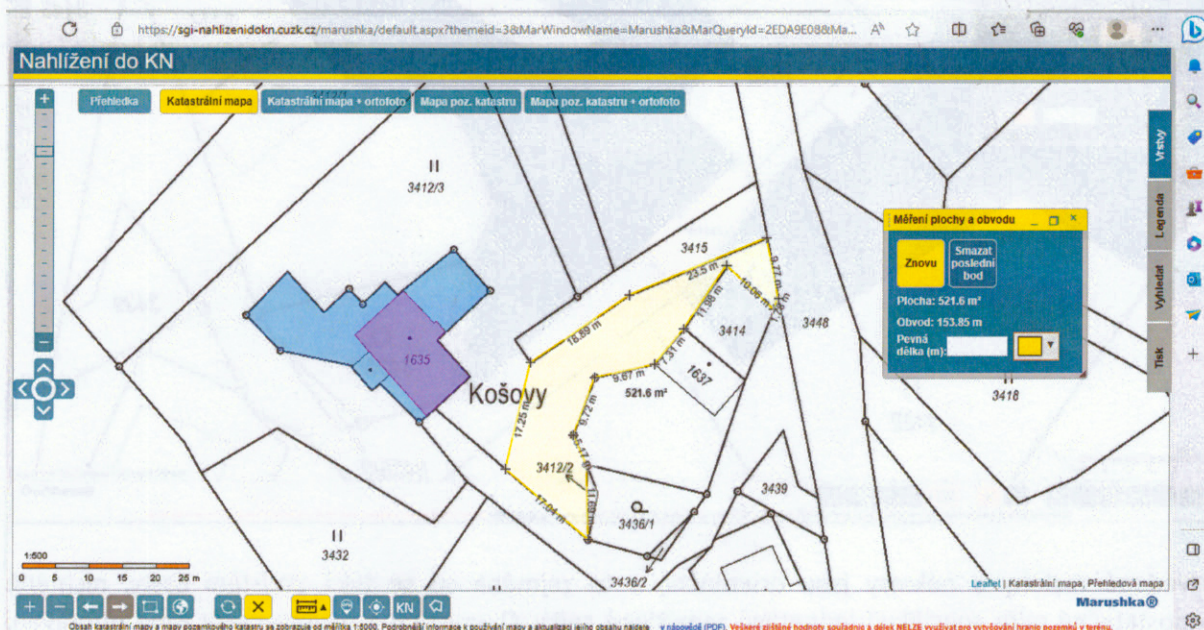 https://sgi-nahlizenidokn.cuzk.cz/marushka/default.aspx?themeid=3&MarWindowName=Marushka&MarQueryId=2EDA9E08&Ma...
Nahlížení do KN
Přehledka
Katastrální mapa
Katastrální mapa + ortofoto
Mapa poz. katastru
Mapa poz. katastru + ortofoto
Vrstvy
Legenda
Vyhledat
Tisk
3412/3
3415
23.5 m
9.77 m
10.06 m
11.98 m
18.89 m
3414
3448
7.31 m
1635
Košovy
9.67 m
521.6 m²
1637
17.25 m
9.72 m
3412/2
17.04 m
3436/1
3439
3436/2
3432
3418
Měření plochy a obvodu
Znovu
Smazat poslední bod
Plocha: 521.6 m²
Obvod: 153.85 m
Pevná délka (m):
1:500
0 5 10 15 20 25 m
Leaflet | Katastrální mapa, Přehledová mapa
Marushka®
KN
Obsah katastrální mapy a mapy pozemkového katastru se zobrazuje od měřítka 1:5000. Podrobnější informace k používání mapy a aktualizaci jejího obsahu naleznete v nápovědě (PDF). Veškeré zjištěné hodnoty souřadnic a délek NELZE využívat pro vytyčování hranic pozemků v terénu.